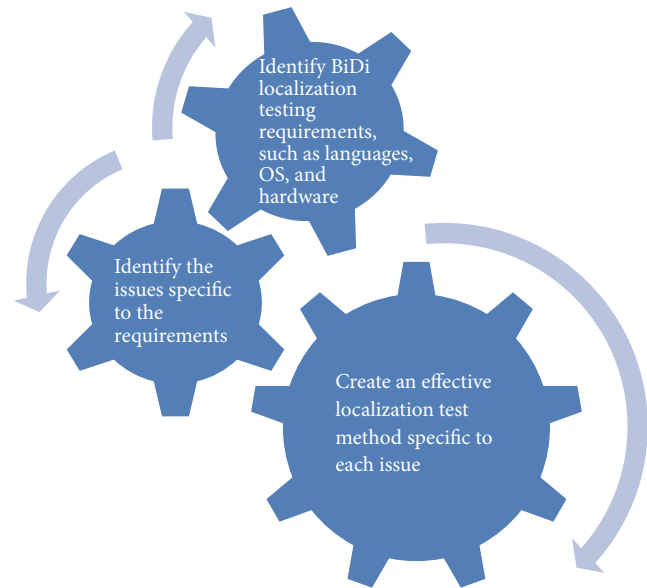 Identify BiDi
localization
testing
requirements,
such as languages,
OS, and
hardware
Identify the
issues specific
to the
requirements
Create an effective
localization test
method specific to
each issue